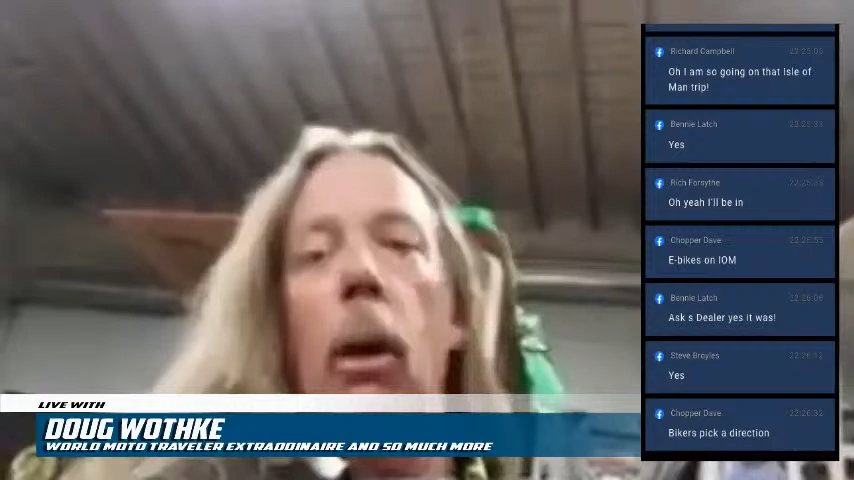 Richard Campbell
Oh I am so going on that Isle of
Man trip!
Bennie Latch
Yes
Rich Forsythe
Oh yeah I'll be in
Chopper Dave
E-bikes on IOM
Bennie Latch
Ask s Dealer yes it was!
Steve Broyles
Yes
Chopper Dave
Bikers pick a direction
LIVE WITH
DOUG WOTHKE
WORLD MOTO TRAVELER EXTRAODINAIRE AND SO MUCH MORE